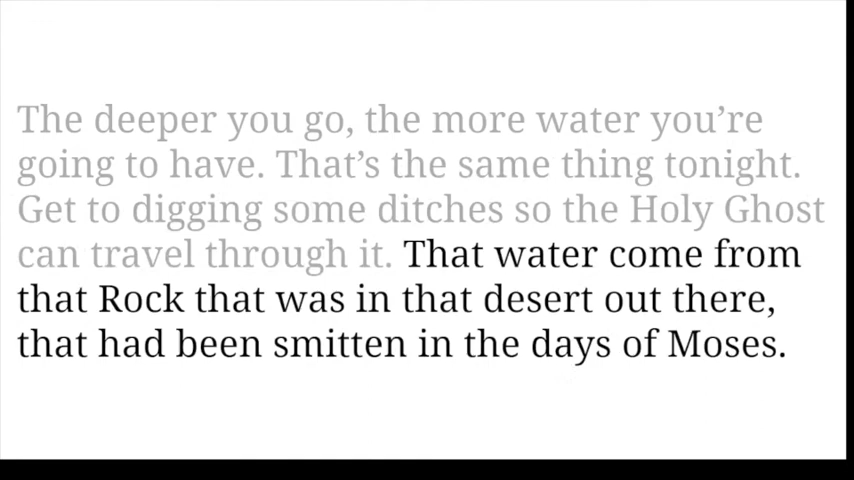 The deeper you go, the more water you’re
going to have. That’s the same thing tonight.
Get to digging some ditches so the Holy Ghost
can travel through it. That water come from
that Rock that was in that desert out there,
that had been smitten in the days of Moses.